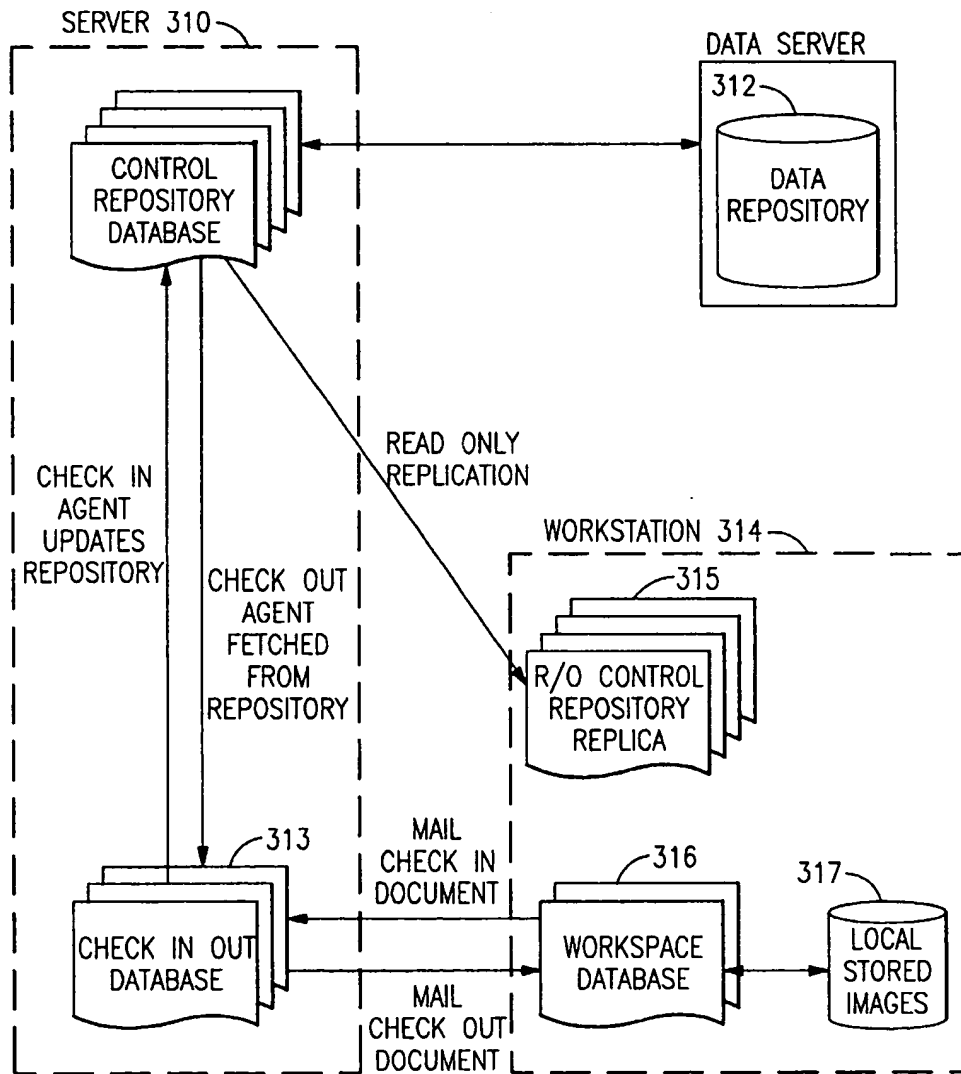 SERVER 310
DATA SERVER
312
CONTROL
REPOSITORY
DATABASE
DATA
REPOSITORY
READ ONLY
REPLICATION
CHECK IN
AGENT
UPDATES
REPOSITORY
CHECK OUT
AGENT
FETCHED
FROM
REPOSITORY
WORKSTATION 314
315
R/O CONTROL
REPOSITORY
REPLICA
313
CHECK IN OUT
DATABASE
MAIL
CHECK IN
DOCUMENT
MAIL
CHECK OUT
DOCUMENT
316
WORKSPACE
DATABASE
317
LOCAL
STORED
IMAGES